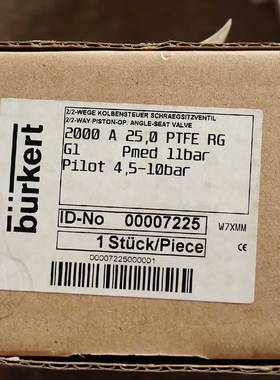 bürkert
2/2-WEGE KOLBENSTEUER SCHRAEGSITZVENTIL
2/2-WAY PISTON-OP. ANGLE-SEAT VALVE
2000 A 25,0 PTFE RG
G1 Pmed 11bar
Pilot 4,5-10bar
ID-No 00007225
W7XMM
CE
1 Stück/Piece
00007225000001